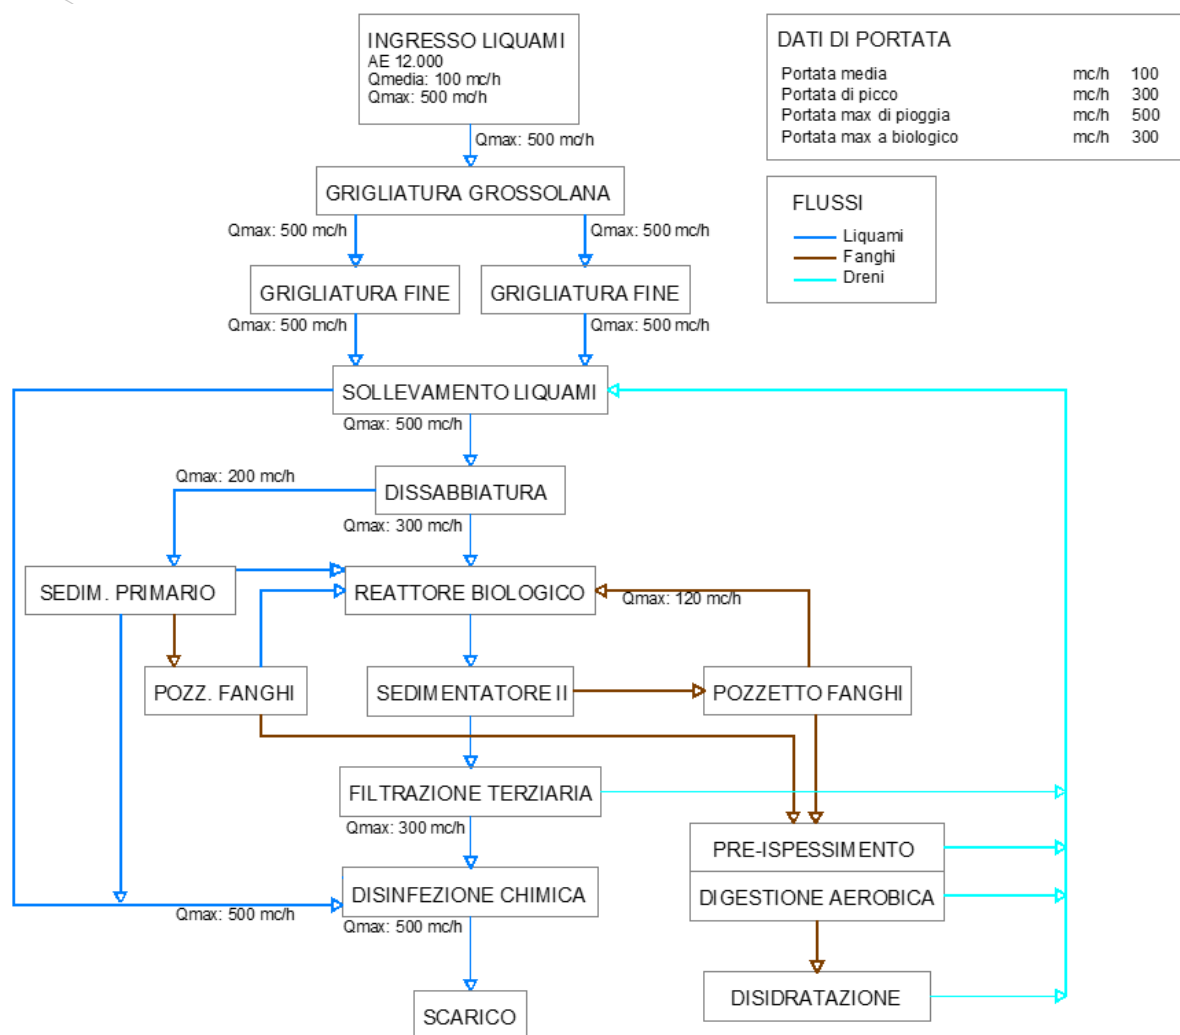 INGRESSO LIQUAMI
AE 12.000
Qmedia: 100 mc/h
Qmax: 500 mc/h
DATI DI PORTATA
Portata media mc/h 100
Portata di picco mc/h 300
Portata max di pioggia mc/h 500
Portata max a biologico mc/h 300
Qmax: 500 mc/h
GRIGLIATURA GROSSOLANA
FLUSSI
Liquami
Fanghi
Dreni
Qmax: 500 mc/h
Qmax: 500 mc/h
GRIGLIATURA FINE
GRIGLIATURA FINE
Qmax: 500 mc/h
Qmax: 500 mc/h
SOLLEVAMENTO LIQUAMI
Qmax: 500 mc/h
Qmax: 200 mc/h
DISSABBIATURA
Qmax: 300 mc/h
SEDIM. PRIMARIO
REATTORE BIOLOGICO
Qmax: 120 mc/h
POZZ. FANGHI
SEDIMENTATORE II
POZZETTO FANGHI
FILTRAZIONE TERZIARIA
Qmax: 300 mc/h
PRE-ISPESSIMENTO
DISINFEZIONE CHIMICA
DIGESTIONE AEROBICA
Qmax: 500 mc/h
Qmax: 500 mc/h
DISIDRATAZIONE
SCARICO